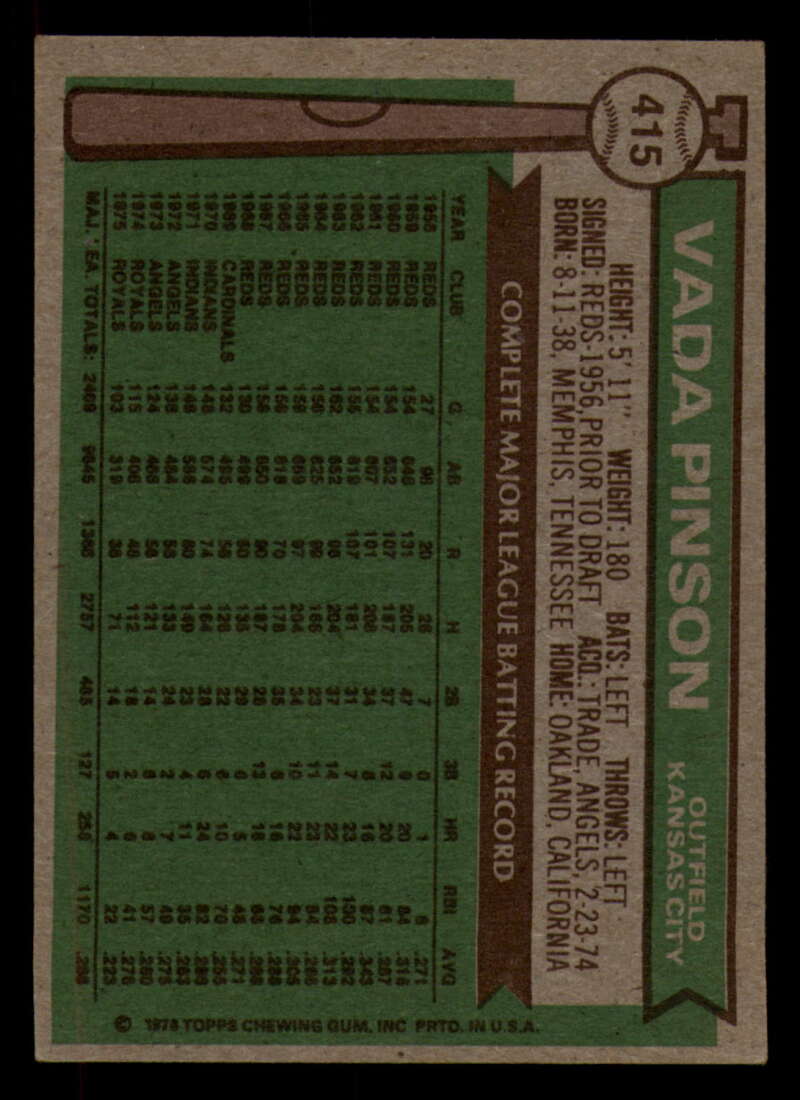 415
VADA PINSON
OUTFIELD
KANSAS CITY
HEIGHT: 5' 11" WEIGHT: 180 BATS: LEFT THROWS: LEFT
SIGNED: REDS-1956, PRIOR TO DRAFT ACQ.: TRADE, ANGELS, 2-23-74
BORN: 8-11-38, MEMPHIS, TENNESSEE HOME: OAKLAND, CALIFORNIA
COMPLETE MAJOR LEAGUE BATTING RECORD
YEAR CLUB G AB R H 2B 3B HR RBI AVG
1958 REDS 27 96 20 26 7 0 1 8 .271
1959 REDS 154 648 131 205 47 9 20 84 .316
1960 REDS 154 652 107 187 37 12 20 61 .287
1961 REDS 154 607 101 208 34 8 16 87 .343
1962 REDS 155 619 107 181 31 7 23 100 .292
1963 REDS 162 652 96 204 37 14 22 106 .313
1964 REDS 156 625 99 166 23 11 23 84 .266
1965 REDS 159 669 97 204 34 10 22 94 .305
1966 REDS 156 618 70 178 35 6 16 76 .288
1967 REDS 158 650 90 187 28 13 18 66 .288
1968 REDS 130 499 60 135 29 6 5 48 .271
1969 CARDINALS 132 495 58 126 22 6 10 70 .255
1970 INDIANS 148 574 74 164 28 6 24 82 .286
1971 INDIANS 146 566 60 149 23 4 11 35 .263
1972 ANGELS 136 484 56 133 24 2 7 49 .275
1973 ANGELS 124 466 56 121 14 6 8 57 .260
1974 ROYALS 115 406 46 112 18 2 6 41 .276
1975 ROYALS 103 319 38 71 14 5 4 22 .223
MAJ. LEA. TOTALS: 2469 9645 1366 2757 485 127 256 1170 .286
© 1976 TOPPS CHEWING GUM, INC PRTD. IN U.S.A.